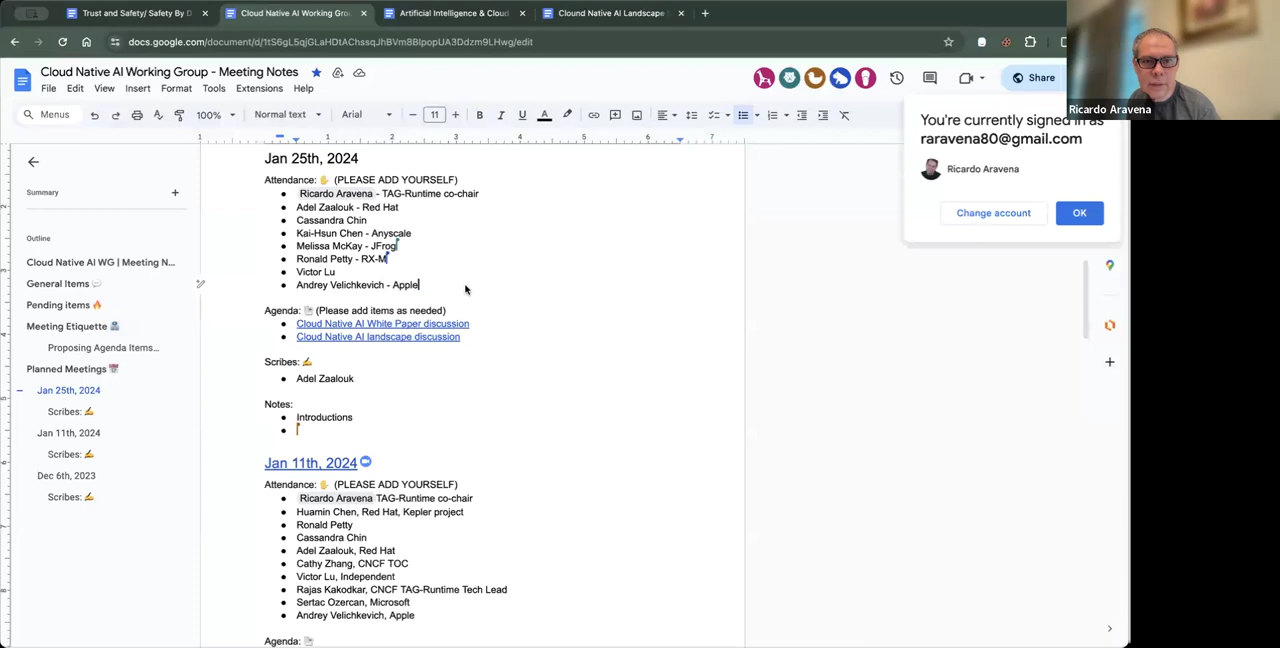 Trust and Safety/ Safety By D
Cloud Native AI Working Gro
Artificial Intelligence & Cloud
Clound Native AI Landscape
docs.google.com/document/d/1tS6gL5qjGLaHDtAChssqJhBVm8BIpopUA3Ddzm9LHwg/edit
Cloud Native AI Working Group - Meeting Notes
File Edit View Insert Format Tools Extensions Help
Share
Ricardo Aravena
Menus
100%
Normal text
Arial
11
B I U A
You're currently signed in as
raravena80@gmail.com
Ricardo Aravena
Change account
OK
1 1 2 3 4 5 6 7
Summary
Outline
Cloud Native AI WG | Meeting N...
General Items
Pending items
Meeting Etiquette
Proposing Agenda Items...
Planned Meetings
Jan 25th, 2024
Scribes:
Jan 11th, 2024
Scribes:
Dec 6th, 2023
Scribes:
Jan 25th, 2024
Attendance: ✋ (PLEASE ADD YOURSELF)
Ricardo Aravena - TAG-Runtime co-chair
Adel Zaalouk - Red Hat
Cassandra Chin
Kai-Hsun Chen - Anyscale
Melissa McKay - JFrog
Ronald Petty - RX-M
Victor Lu
Andrey Velichkevich - Apple
Agenda: (Please add items as needed)
Cloud Native AI White Paper discussion
Cloud Native AI landscape discussion
Scribes: ✍
Adel Zaalouk
Notes:
Introductions
Jan 11th, 2024
Attendance: ✋ (PLEASE ADD YOURSELF)
Ricardo Aravena TAG-Runtime co-chair
Huamin Chen, Red Hat, Kepler project
Ronald Petty
Cassandra Chin
Adel Zaalouk, Red Hat
Cathy Zhang, CNCF TOC
Victor Lu, Independent
Rajas Kakodkar, CNCF TAG-Runtime Tech Lead
Sertac Ozercan, Microsoft
Andrey Velichkevich, Apple
Agenda: